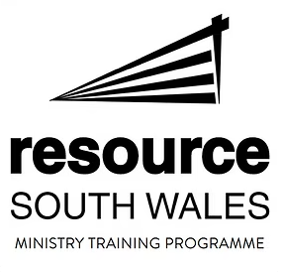 resource
SOUTH WALES
MINISTRY TRAINING PROGRAMME